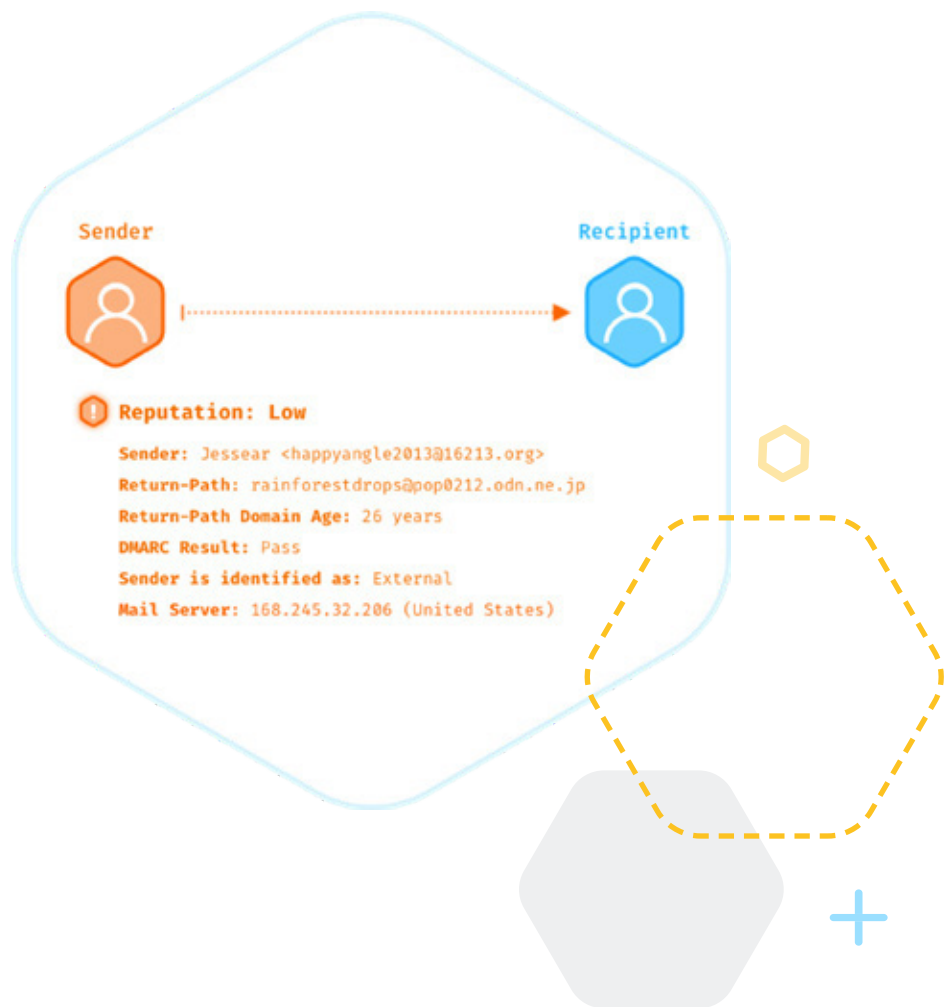 Sender
Recipient
Reputation: Low
Sender: Jessear <happyangle2013@16213.org>
Return-Path: rainforestdrops@pop0212.odn.ne.jp
Return-Path Domain Age: 26 years
DMARC Result: Pass
Sender is identified as: External
Mail Server: 168.245.32.206 (United States)